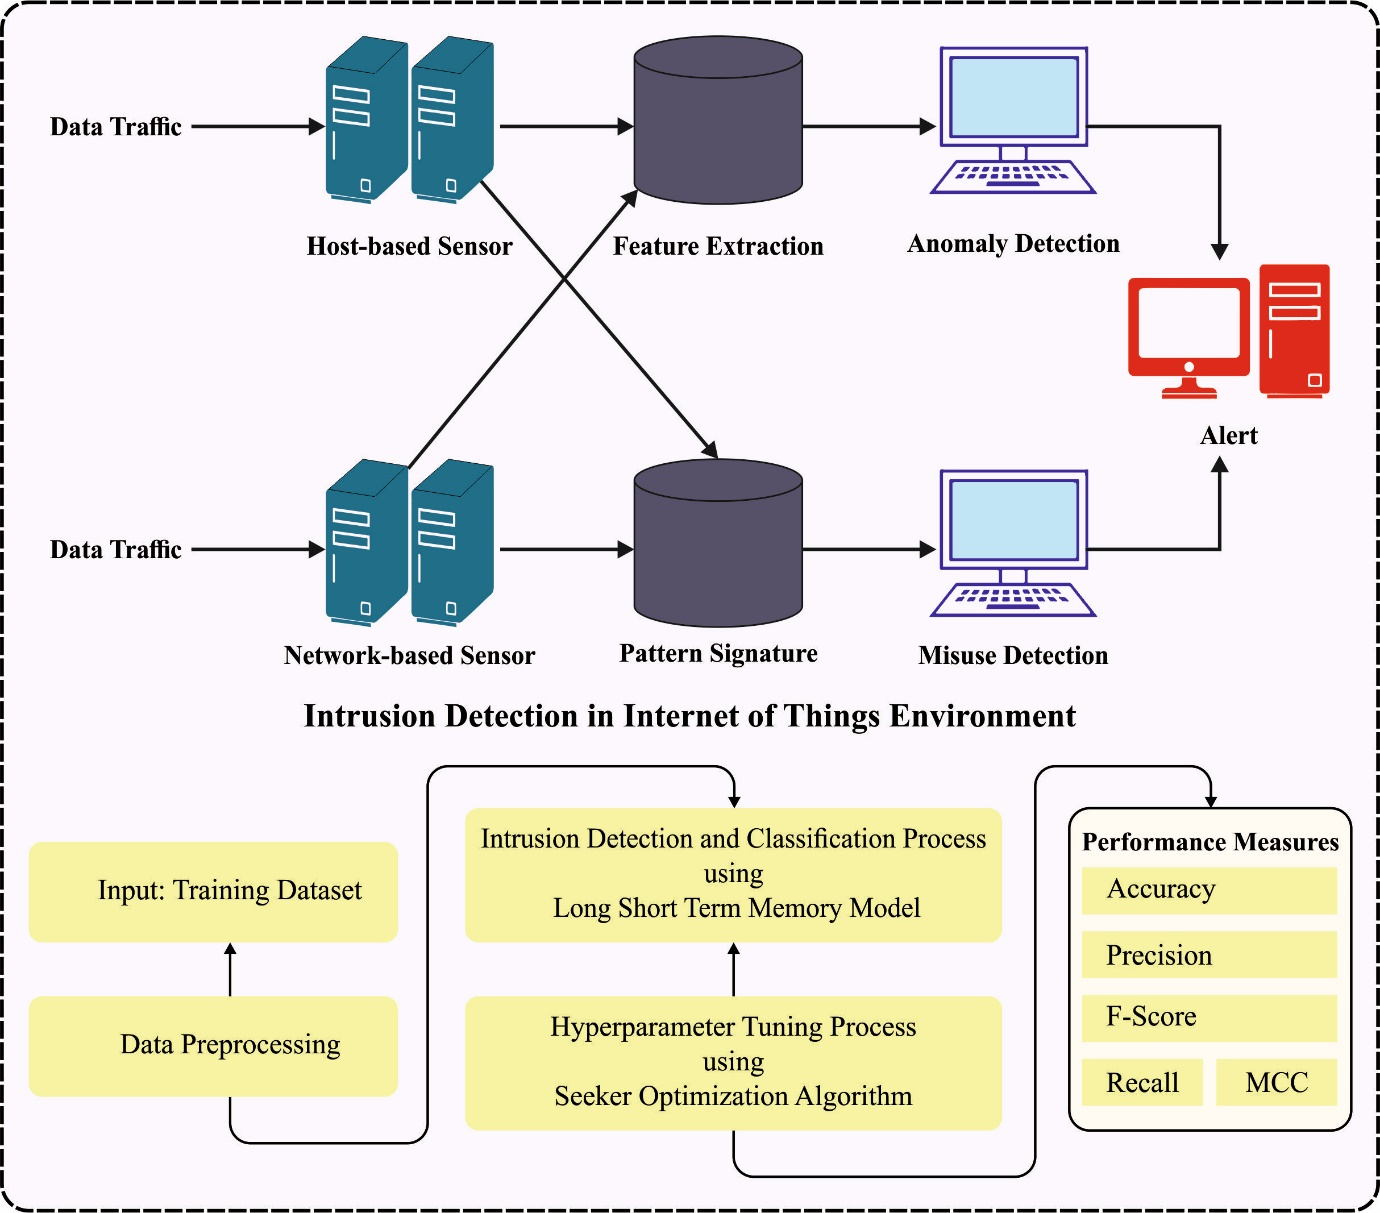 Data Traffic
Host-based Sensor
Feature Extraction
Anomaly Detection
Alert
Data Traffic
Network-based Sensor
Pattern Signature
Misuse Detection
Intrusion Detection in Internet of Things Environment
Input: Training Dataset
Data Preprocessing
Intrusion Detection and Classification Process
using
Long Short Term Memory Model
Hyperparameter Tuning Process
using
Seeker Optimization Algorithm
Performance Measures
Accuracy
Precision
F-Score
Recall
MCC